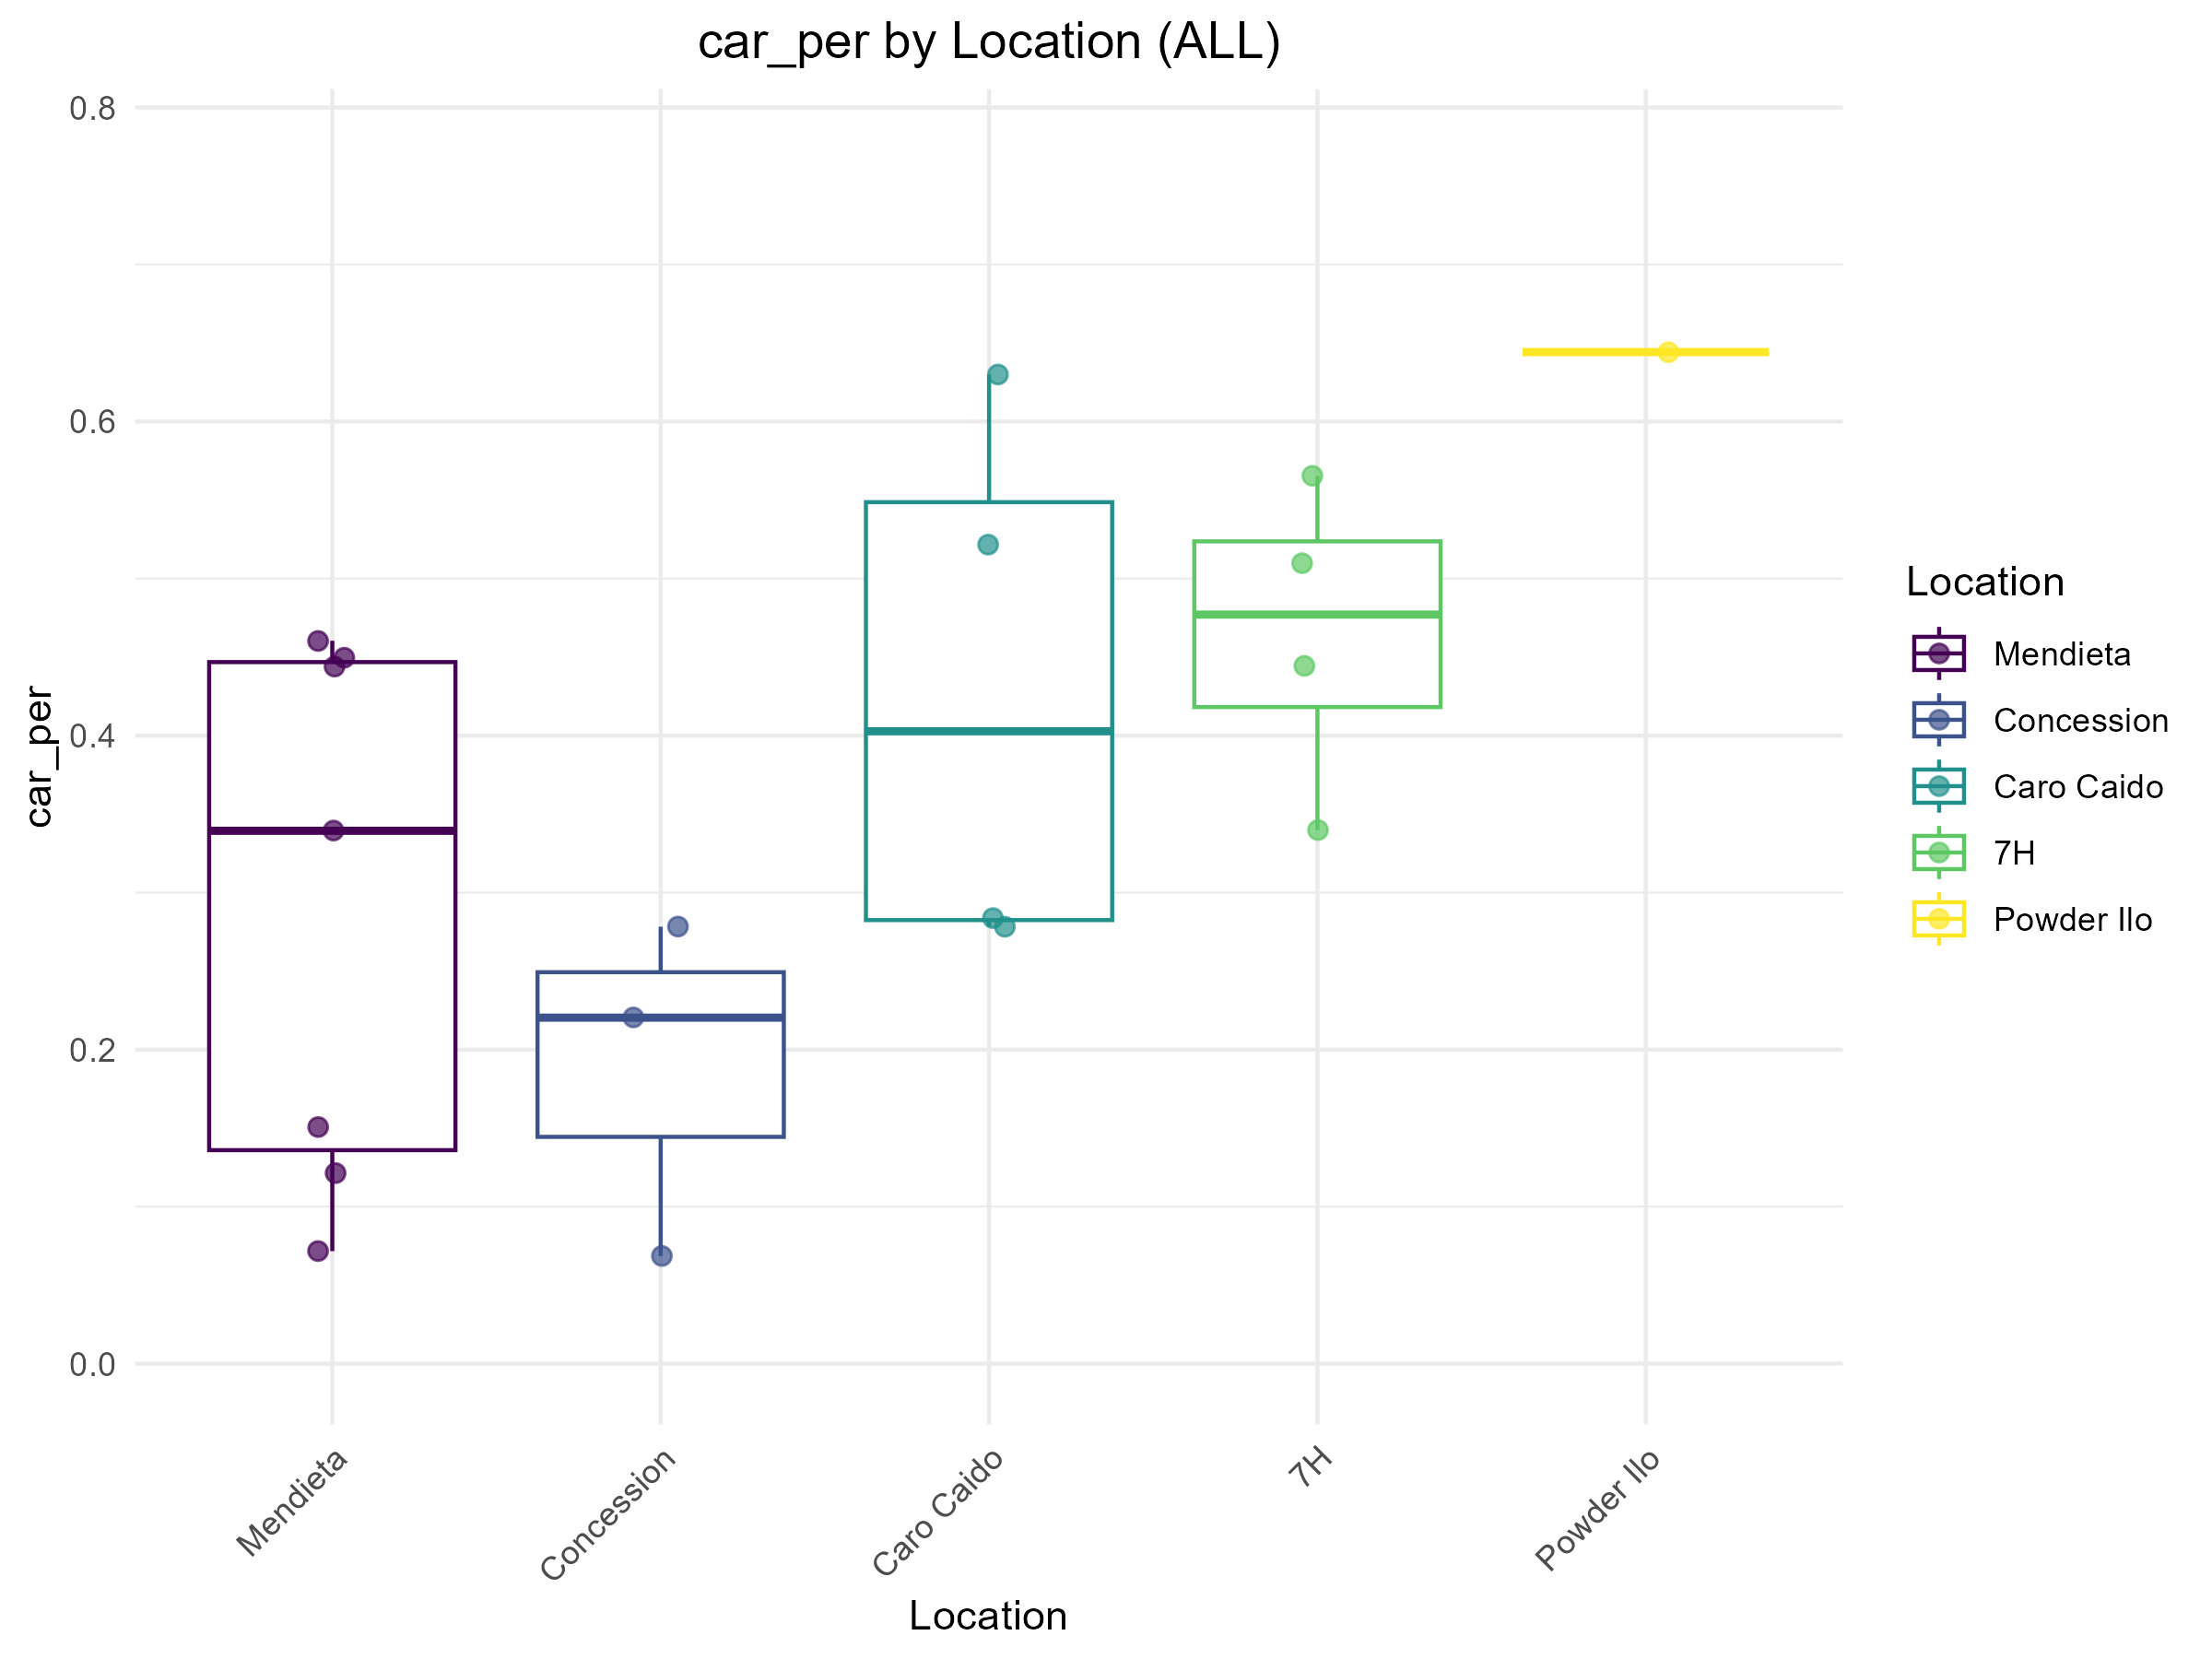 car_per by Location (ALL)
0.8
0.6
0.4
0.2
0.0
car_per
Mendieta
Concession
Caro Caido
7H
Powder Ilo
Location
Location
Mendieta
Concession
Caro Caido
7H
Powder Ilo